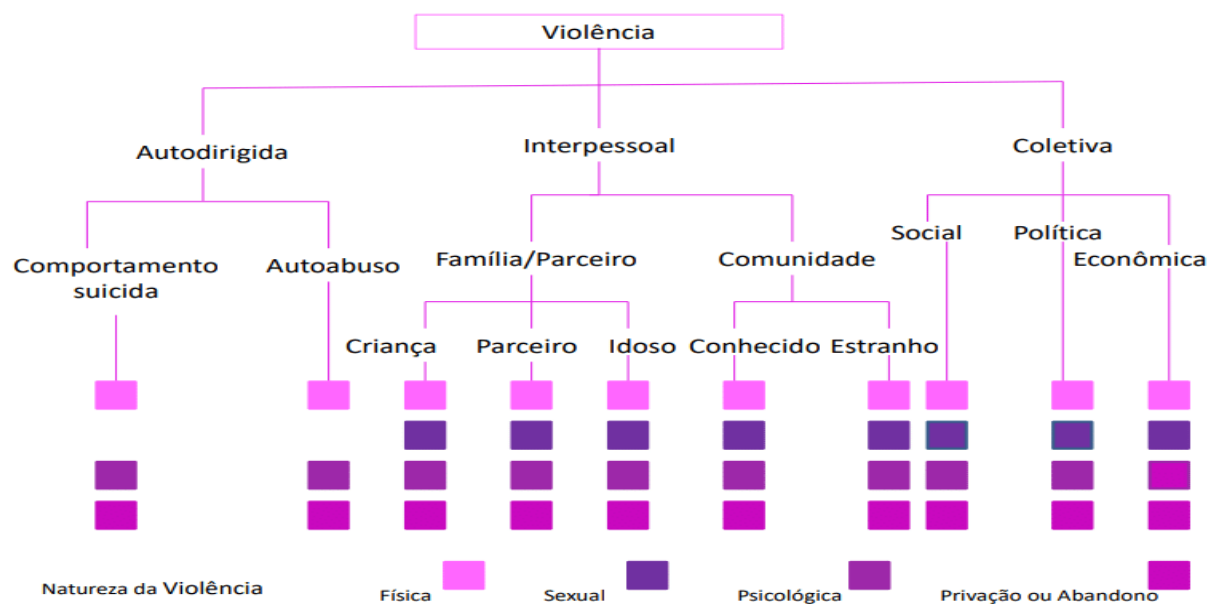 Violência
Autodirigida
Interpessoal
Coletiva
Comportamento
suicida
Autoabuso
Família/Parceiro
Comunidade
Social
Política
Econômica
Criança
Parceiro
Idoso
Conhecido
Estranho
Natureza da Violência
Física
Sexual
Psicológica
Privação ou Abandono